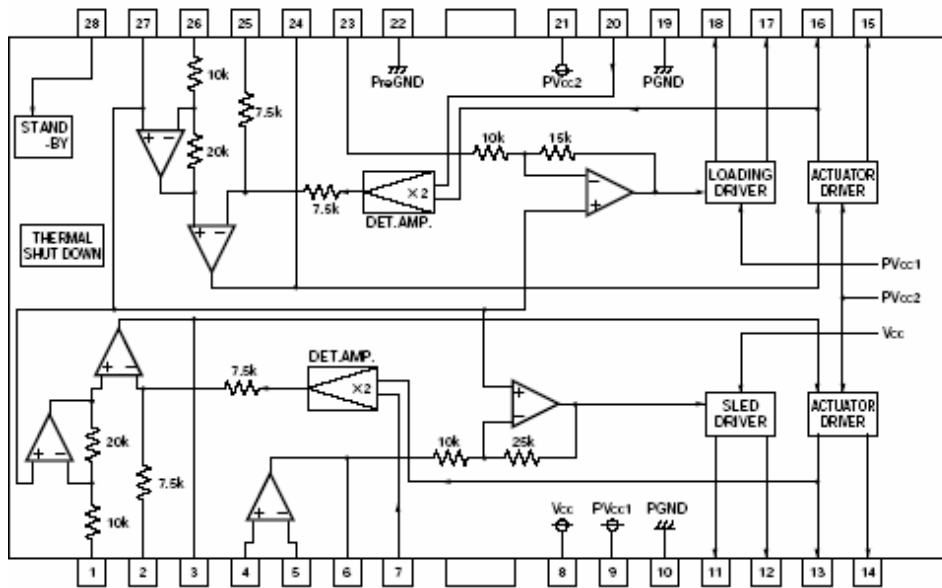 28 27 26 25 24 23 22 21 20 19 18 17 16 15
10k
PreGND
PVcc2
PGND
STAND
-BY
7.5k
+ -
20k
10k
15k
7.5k
×2
DET.AMP.
-
+
LOADING
DRIVER
ACTUATOR
DRIVER
+ -
THERMAL
SHUT DOWN
PVcc1
PVcc2
Vcc
+ -
7.5k
DET.AMP.
×2
+
-
SLED
DRIVER
ACTUATOR
DRIVER
+ -
20k
7.5k
10k
25k
10k
+ -
Vcc
PVcc1
PGND
1 2 3 4 5 6 7 8 9 10 11 12 13 14